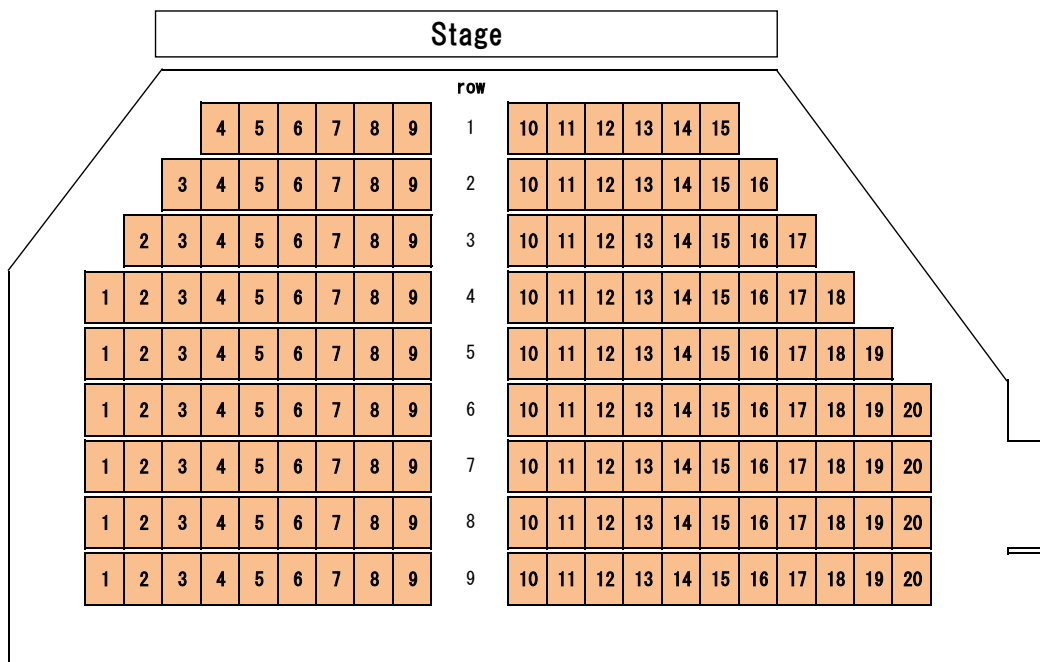 Stage
row
4 5 6 7 8 9 1 10 11 12 13 14 15
3 4 5 6 7 8 9 2 10 11 12 13 14 15 16
2 3 4 5 6 7 8 9 3 10 11 12 13 14 15 16 17
1 2 3 4 5 6 7 8 9 4 10 11 12 13 14 15 16 17 18
1 2 3 4 5 6 7 8 9 5 10 11 12 13 14 15 16 17 18 19
1 2 3 4 5 6 7 8 9 6 10 11 12 13 14 15 16 17 18 19 20
1 2 3 4 5 6 7 8 9 7 10 11 12 13 14 15 16 17 18 19 20
1 2 3 4 5 6 7 8 9 8 10 11 12 13 14 15 16 17 18 19 20
1 2 3 4 5 6 7 8 9 9 10 11 12 13 14 15 16 17 18 19 20